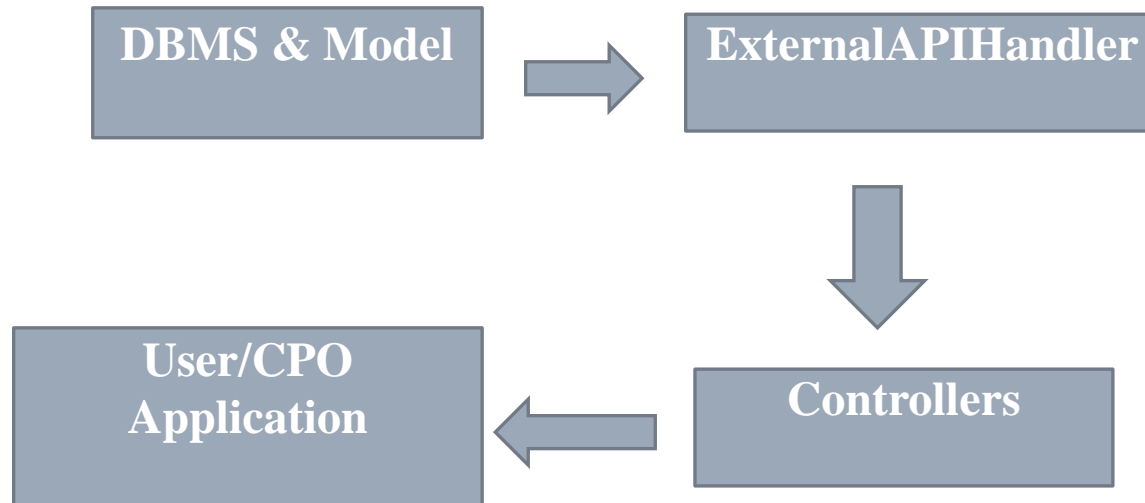 DBMS & Model
ExternalAPIHandler
User/CPO
Application
Controllers